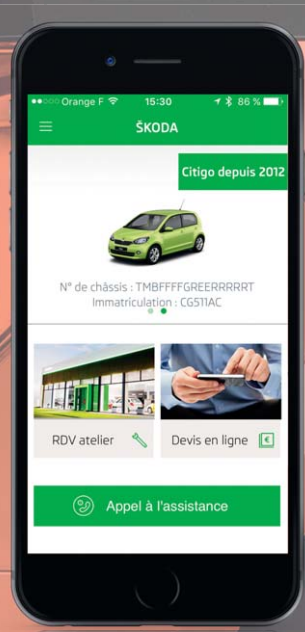 Orange F 15:30 86 %
ŠKODA
Citigo depuis 2012
N° de châssis : TMBFFFFGREERRRRRT
Immatriculation : CG511AC
RDV atelier
Devis en ligne €
Appel à l'assistance